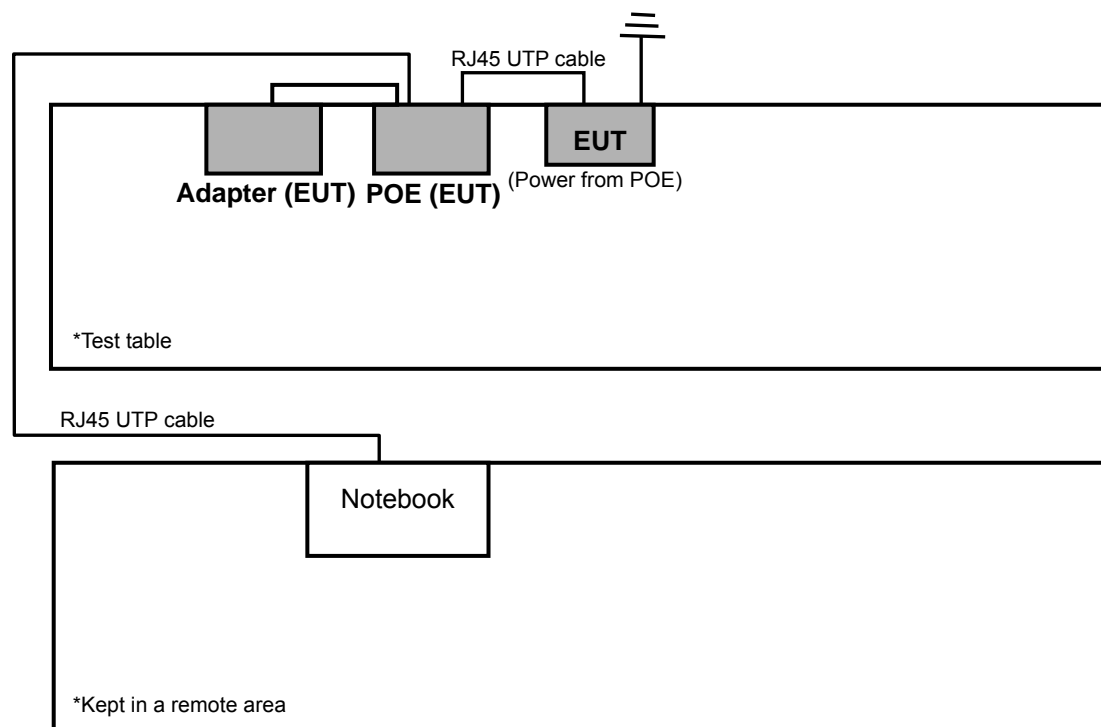 RJ45 UTP cable
EUT
(Power from POE)
Adapter (EUT)
POE (EUT)
*Test table
RJ45 UTP cable
Notebook
*Kept in a remote area